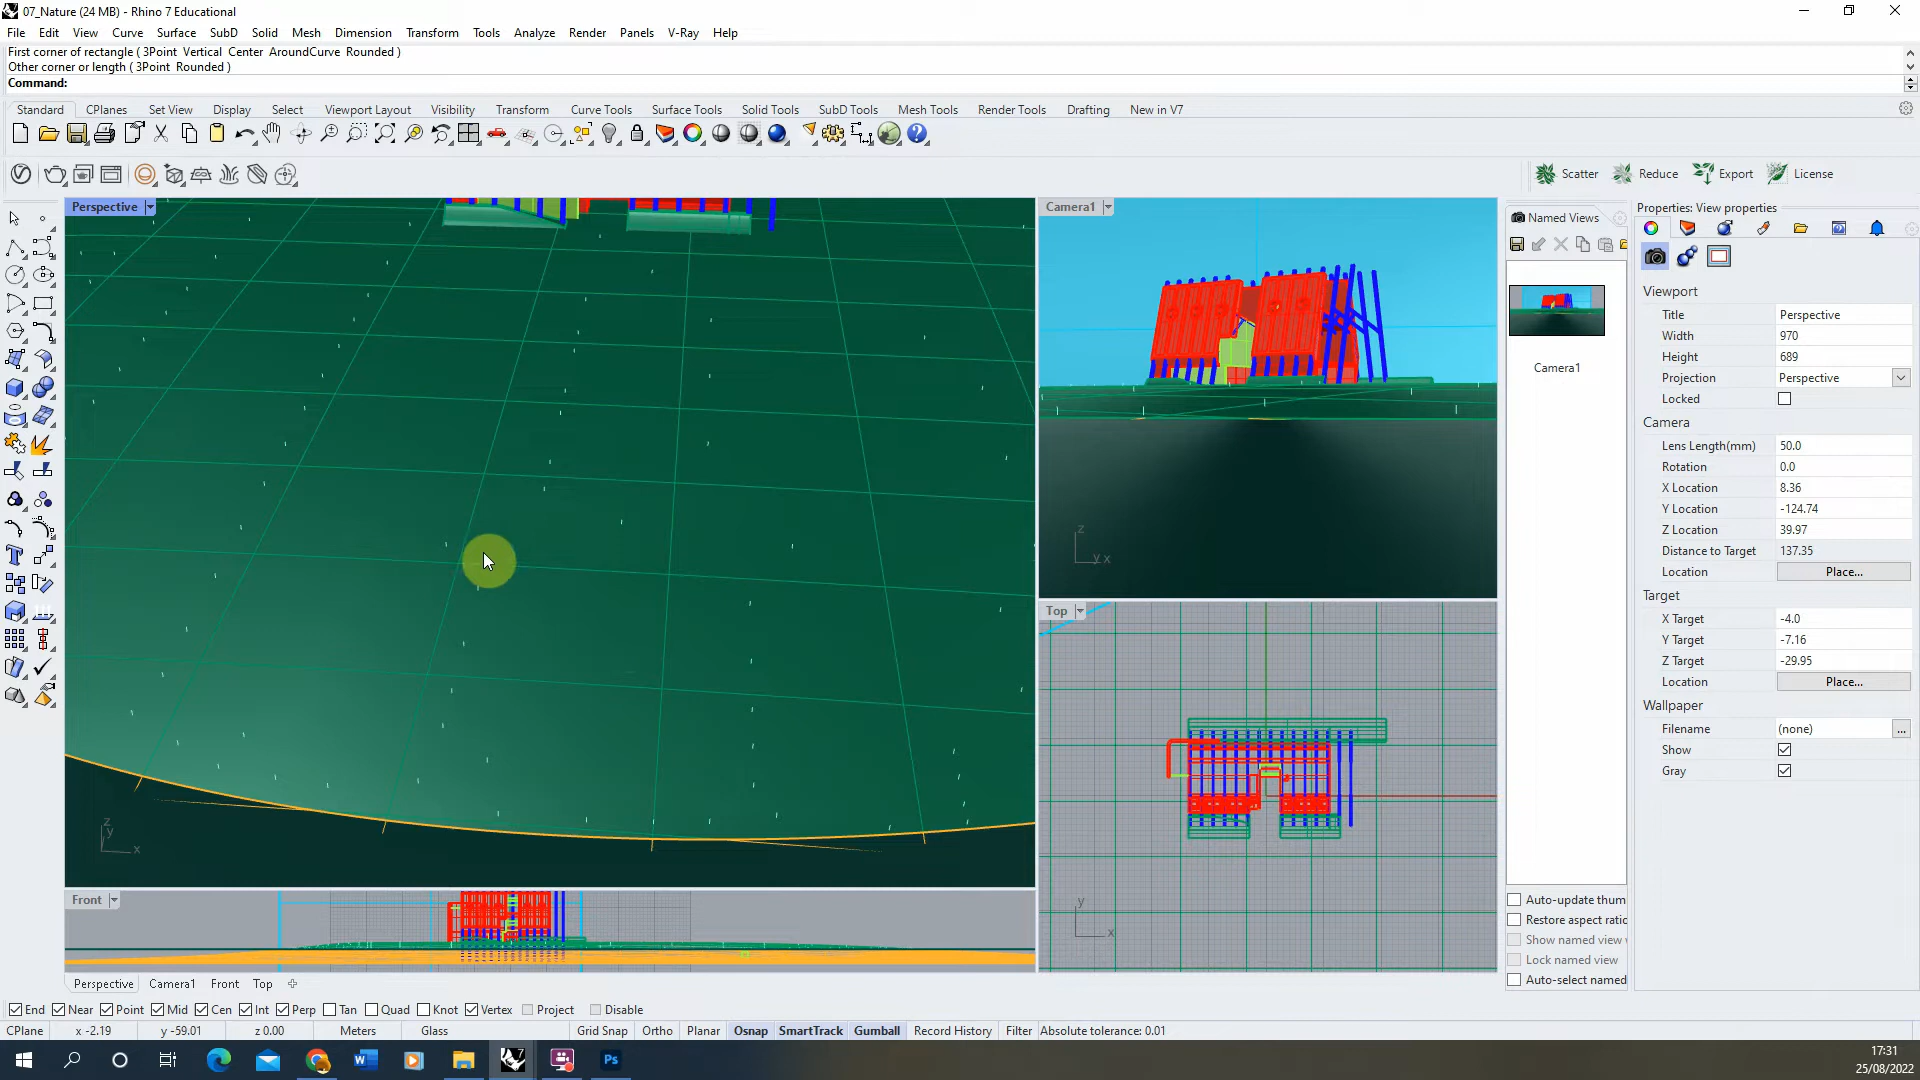 07_Nature (24 MB) - Rhino 7 Educational
File Edit View Curve Surface SubD Solid Mesh Dimension Transform Tools Analyze Render Panels V-Ray Help
First corner of rectangle ( 3Point Vertical Center AroundCurve Rounded )
Other corner or length ( 3Point Rounded )
Command:
Standard CPlanes Set View Display Select Viewport Layout Visibility Transform Curve Tools Surface Tools Solid Tools SubD Tools Mesh Tools Render Tools Drafting New in V7
Scatter Reduce Export License
Perspective
Camera1
Named Views
Properties: View properties
Viewport
Title Perspective
Width 970
Height 689
Projection Perspective
Locked
Camera
Lens Length(mm) 50.0
Rotation 0.0
X Location 8.36
Y Location -124.74
Z Location 39.97
Distance to Target 137.35
Location Place...
Target
X Target -4.0
Y Target -7.16
Z Target -29.95
Location Place...
Wallpaper
Filename (none) ...
Show
Gray
Camera1
z
y x
Top
y
x
z
y
x
Front
Auto-update thum
Restore aspect ratio
Show named view
Lock named view
Auto-select named
Perspective Camera1 Front Top
End Near Point Mid Cen Int Perp Tan Quad Knot Vertex Project Disable
CPlane x -2.19 y -59.01 z 0.00 Meters Glass Grid Snap Ortho Planar Osnap SmartTrack Gumball Record History Filter Absolute tolerance: 0.01
W
Ps
17:31
25/08/2022